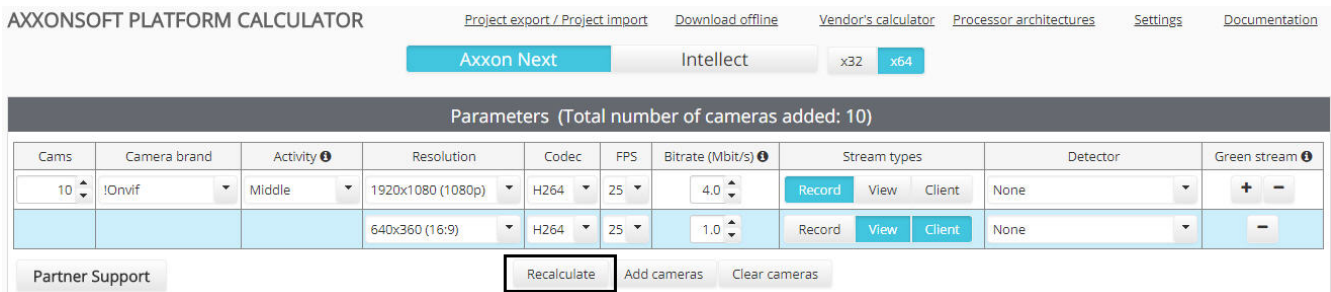 AXXONSOFT PLATFORM CALCULATOR Project export / Project import Download offline Vendor's calculator Processor architectures Settings Documentation
Axxon Next Intellect x32 x64
Parameters (Total number of cameras added: 10)
Cams Camera brand Activity Resolution Codec FPS Bitrate (Mbit/s) Stream types Detector Green stream
10 !Onvif Middle 1920x1080 (1080p) H264 25 4.0 Record View Client None + −
640x360 (16:9) H264 25 1.0 Record View Client None −
Partner Support Recalculate Add cameras Clear cameras